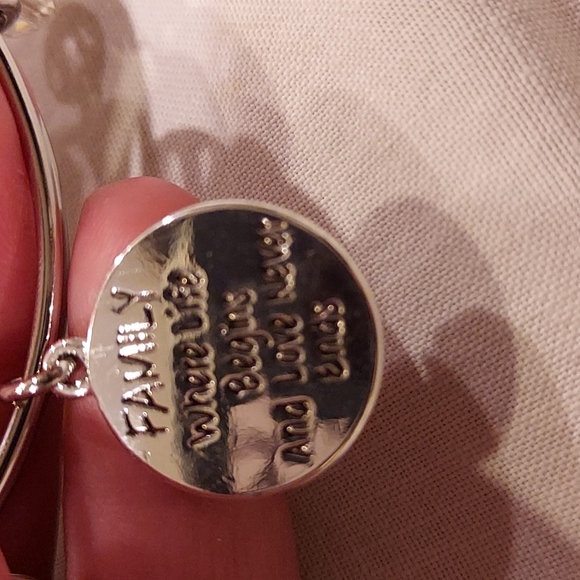 FAMILY
Where Life
Begins
And Love Never
Ends